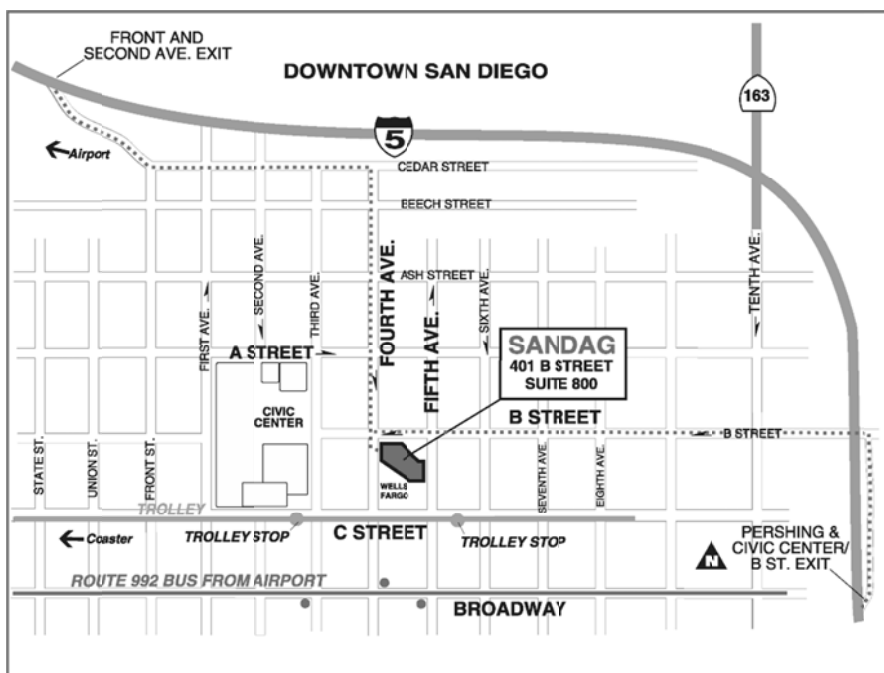 FRONT AND
SECOND AVE. EXIT
DOWNTOWN SAN DIEGO
163
5
Airport
CEDAR STREET
BEECH STREET
ASH STREET
FIRST AVE.
SECOND AVE.
THIRD AVE.
FOURTH AVE.
FIFTH AVE.
SIXTH AVE.
TENTH AVE.
A STREET
SANDAG
401 B STREET
SUITE 800
CIVIC
CENTER
B STREET
B STREET
STATE ST.
UNION ST.
FRONT ST.
WELLS
FARGO
SEVENTH AVE.
EIGHTH AVE.
TROLLEY
Coaster
TROLLEY STOP
C STREET
TROLLEY STOP
N
PERSHING &
CIVIC CENTER/
B ST. EXIT
ROUTE 992 BUS FROM AIRPORT
BROADWAY